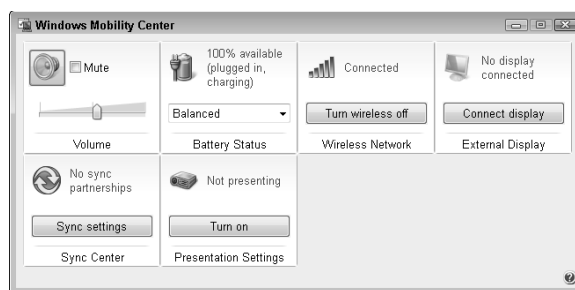 Windows Mobility Center
Mute
Volume
100% available
(plugged in,
charging)
Balanced
Battery Status
Connected
Turn wireless off
Wireless Network
No display
connected
Connect display
External Display
No sync
partnerships
Sync settings
Sync Center
Not presenting
Turn on
Presentation Settings